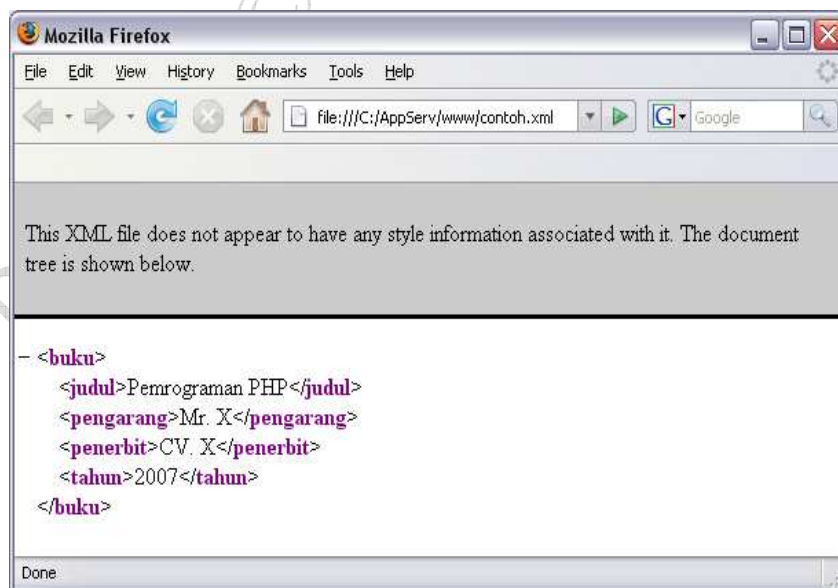 Mozilla Firefox
File Edit View History Bookmarks Tools Help
file:///C:/AppServ/www/contoh.xml G Google
This XML file does not appear to have any style information associated with it. The document
tree is shown below.
− <buku>
<judul>Pemrograman PHP</judul>
<pengarang>Mr. X</pengarang>
<penerbit>CV. X</penerbit>
<tahun>2007</tahun>
</buku>
Done